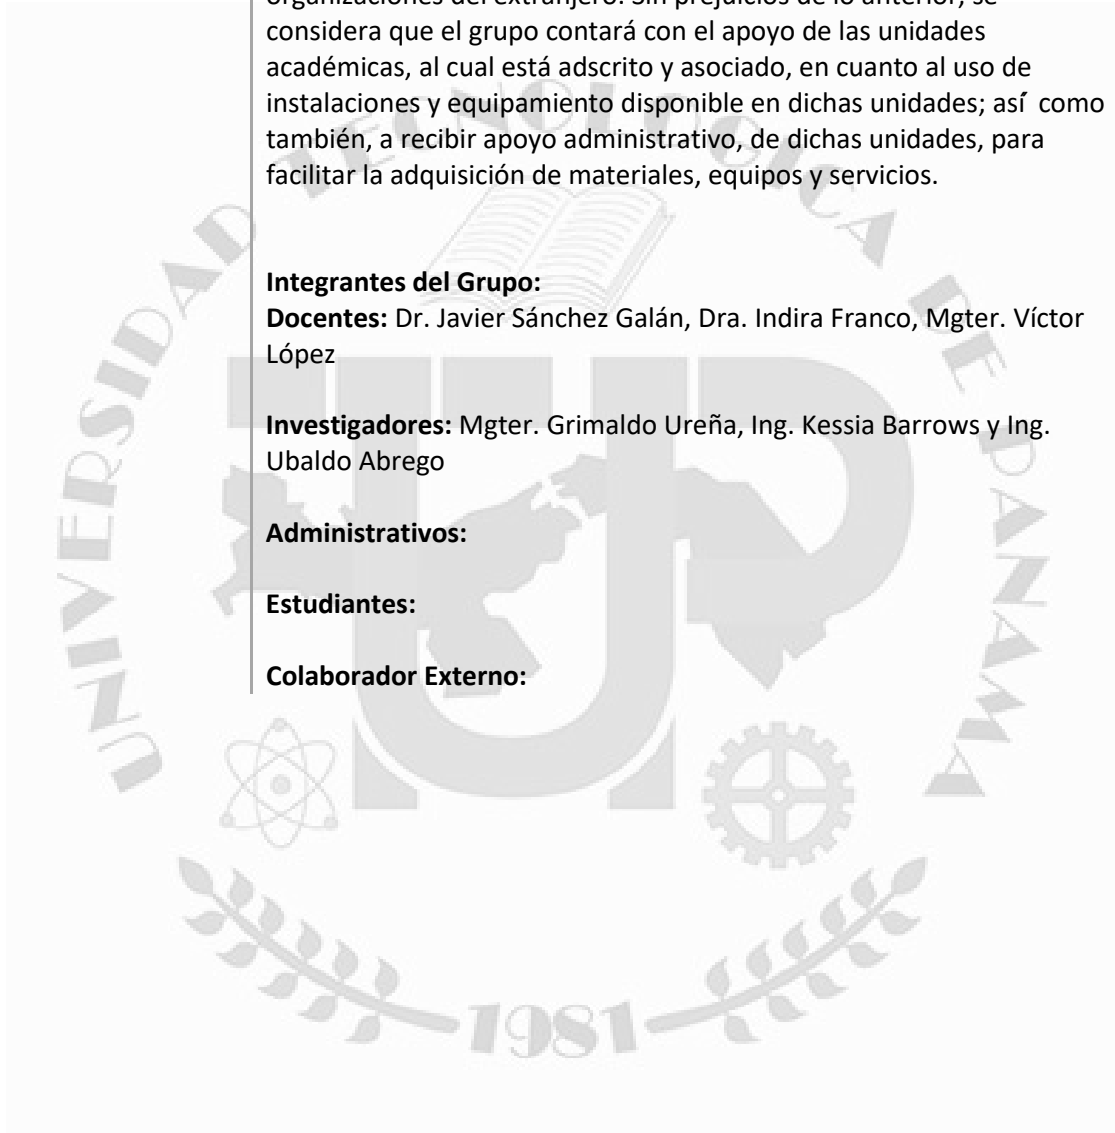 organizaciones del extranjero. Sin prejuicios de lo anterior, se
considera que el grupo contará con el apoyo de las unidades
académicas, al cual está adscrito y asociado, en cuanto al uso de
instalaciones y equipamiento disponible en dichas unidades; así como
también, a recibir apoyo administrativo, de dichas unidades, para
facilitar la adquisición de materiales, equipos y servicios.
Integrantes del Grupo:
Docentes: Dr. Javier Sánchez Galán, Dra. Indira Franco, Mgter. Víctor
López
Investigadores: Mgter. Grimaldo Ureña, Ing. Kessia Barrows y Ing.
Ubaldo Abrego
Administrativos:
Estudiantes:
Colaborador Externo:
UNIVERSIDAD TECNOLOGICA DE PANAMA
UTP
1981